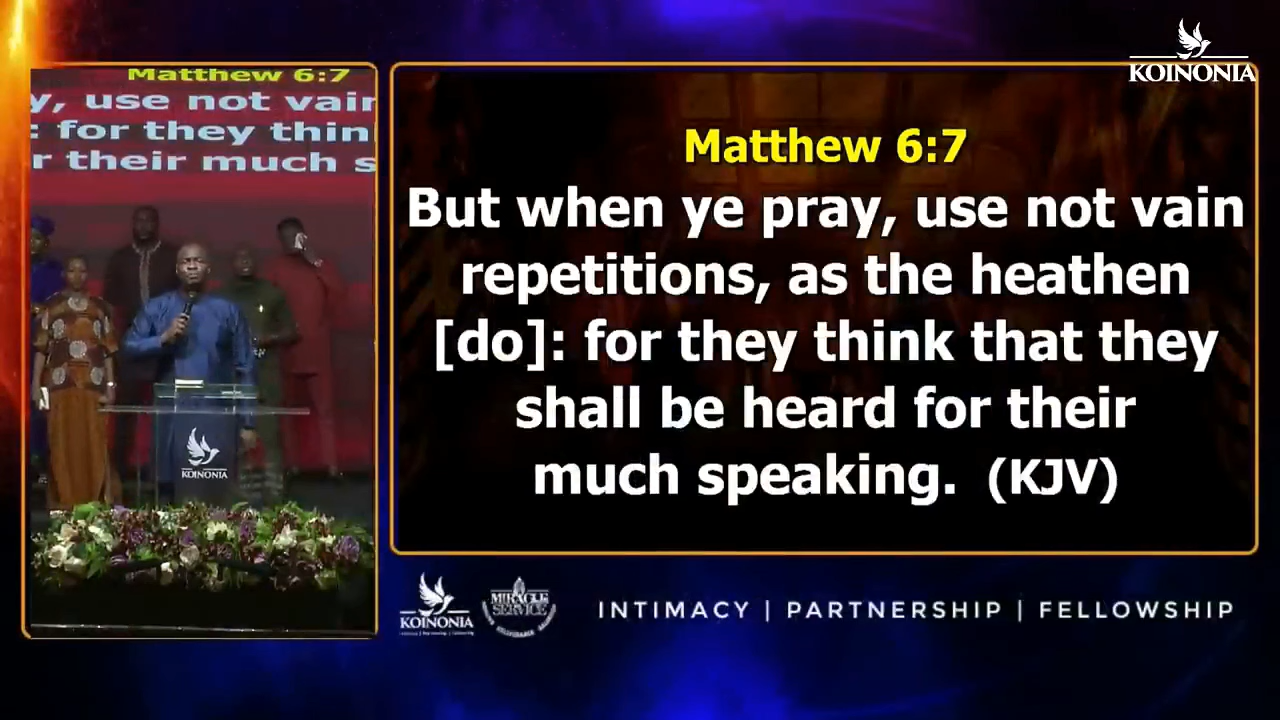 KOINONIA
Matthew 6:7
y, use not vain
: for they thin
r their much s
KOINONIA
Matthew 6:7
But when ye pray, use not vain
repetitions, as the heathen
[do]: for they think that they
shall be heard for their
much speaking. (KJV)
KOINONIA
MIRACLE
SERVICE
INTIMACY | PARTNERSHIP | FELLOWSHIP